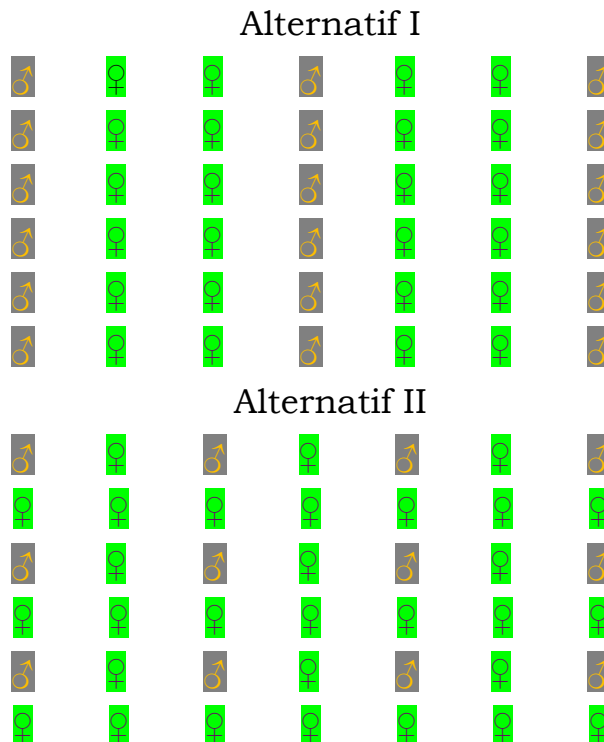 Alternatif I
♂ ♀ ♀ ♂ ♀ ♀ ♂
♂ ♀ ♀ ♂ ♀ ♀ ♂
♂ ♀ ♀ ♂ ♀ ♀ ♂
♂ ♀ ♀ ♂ ♀ ♀ ♂
♂ ♀ ♀ ♂ ♀ ♀ ♂
♂ ♀ ♀ ♂ ♀ ♀ ♂
Alternatif II
♂ ♀ ♂ ♀ ♂ ♀ ♂
♀ ♀ ♀ ♀ ♀ ♀ ♀
♂ ♀ ♂ ♀ ♂ ♀ ♂
♀ ♀ ♀ ♀ ♀ ♀ ♀
♂ ♀ ♂ ♀ ♂ ♀ ♂
♀ ♀ ♀ ♀ ♀ ♀ ♀